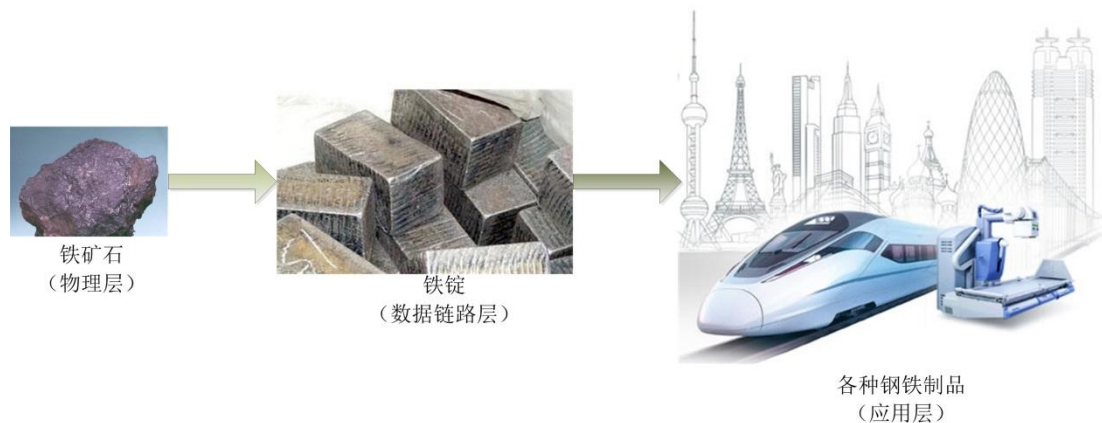 铁矿石
（物理层）
铁锭
（数据链路层）
各种钢铁制品
（应用层）